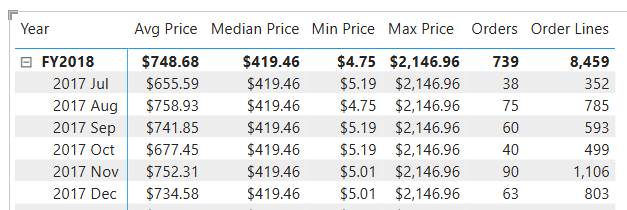 Year Avg Price Median Price Min Price Max Price Orders Order Lines
FY2018 $748.68 $419.46 $4.75 $2,146.96 739 8,459
2017 Jul $655.59 $419.46 $5.19 $2,146.96 38 352
2017 Aug $758.93 $419.46 $4.75 $2,146.96 75 785
2017 Sep $741.85 $419.46 $5.19 $2,146.96 60 593
2017 Oct $677.45 $419.46 $5.19 $2,146.96 40 499
2017 Nov $752.31 $419.46 $5.01 $2,146.96 90 1,106
2017 Dec $734.58 $419.46 $5.01 $2,146.96 63 803